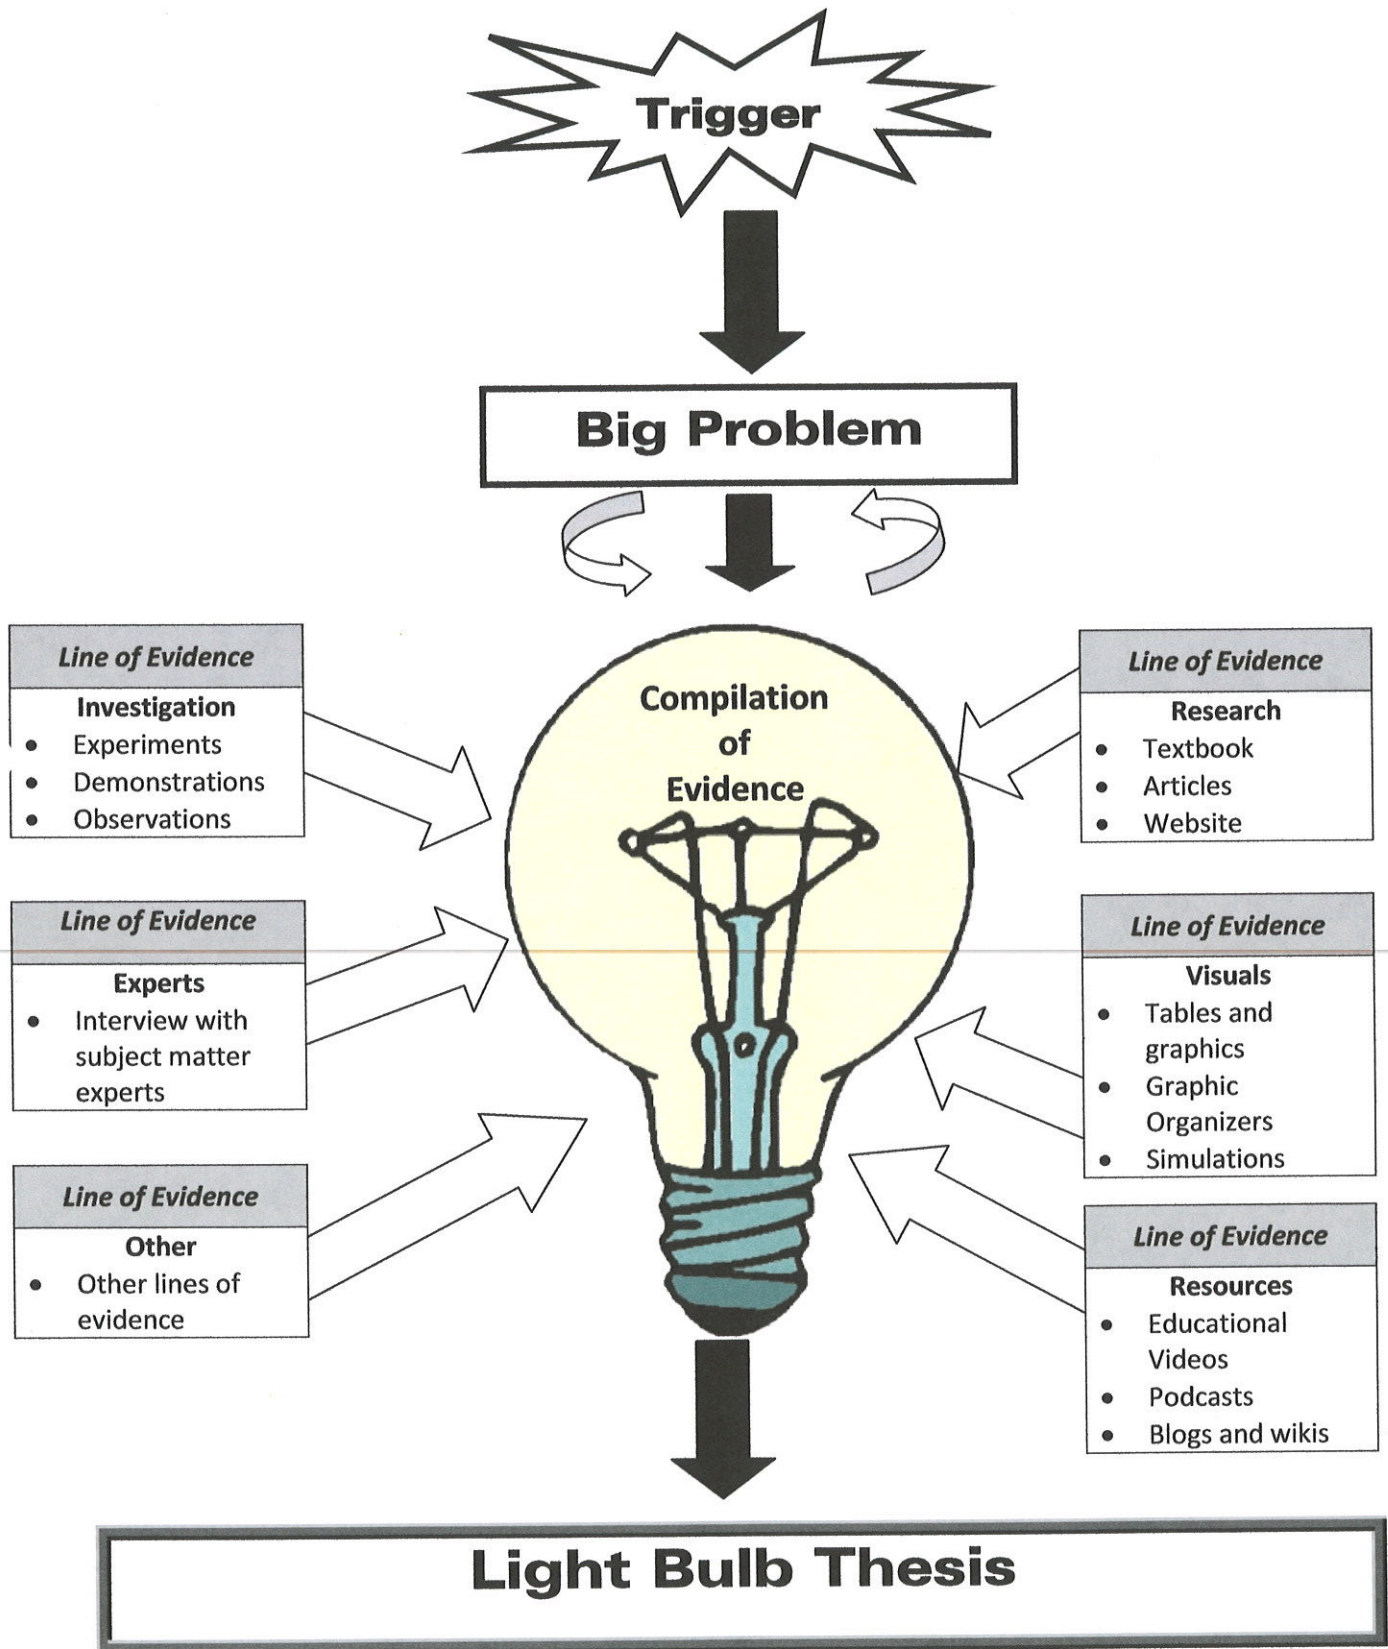 Trigger
Big Problem
Compilation
of
Evidence
Line of Evidence
Investigation
• Experiments
• Demonstrations
• Observations
Line of Evidence
Experts
• Interview with
subject matter
experts
Line of Evidence
Other
• Other lines of
evidence
Line of Evidence
Research
• Textbook
• Articles
• Website
Line of Evidence
Visuals
• Tables and
graphics
• Graphic
Organizers
• Simulations
Line of Evidence
Resources
• Educational
Videos
• Podcasts
• Blogs and wikis
Light Bulb Thesis